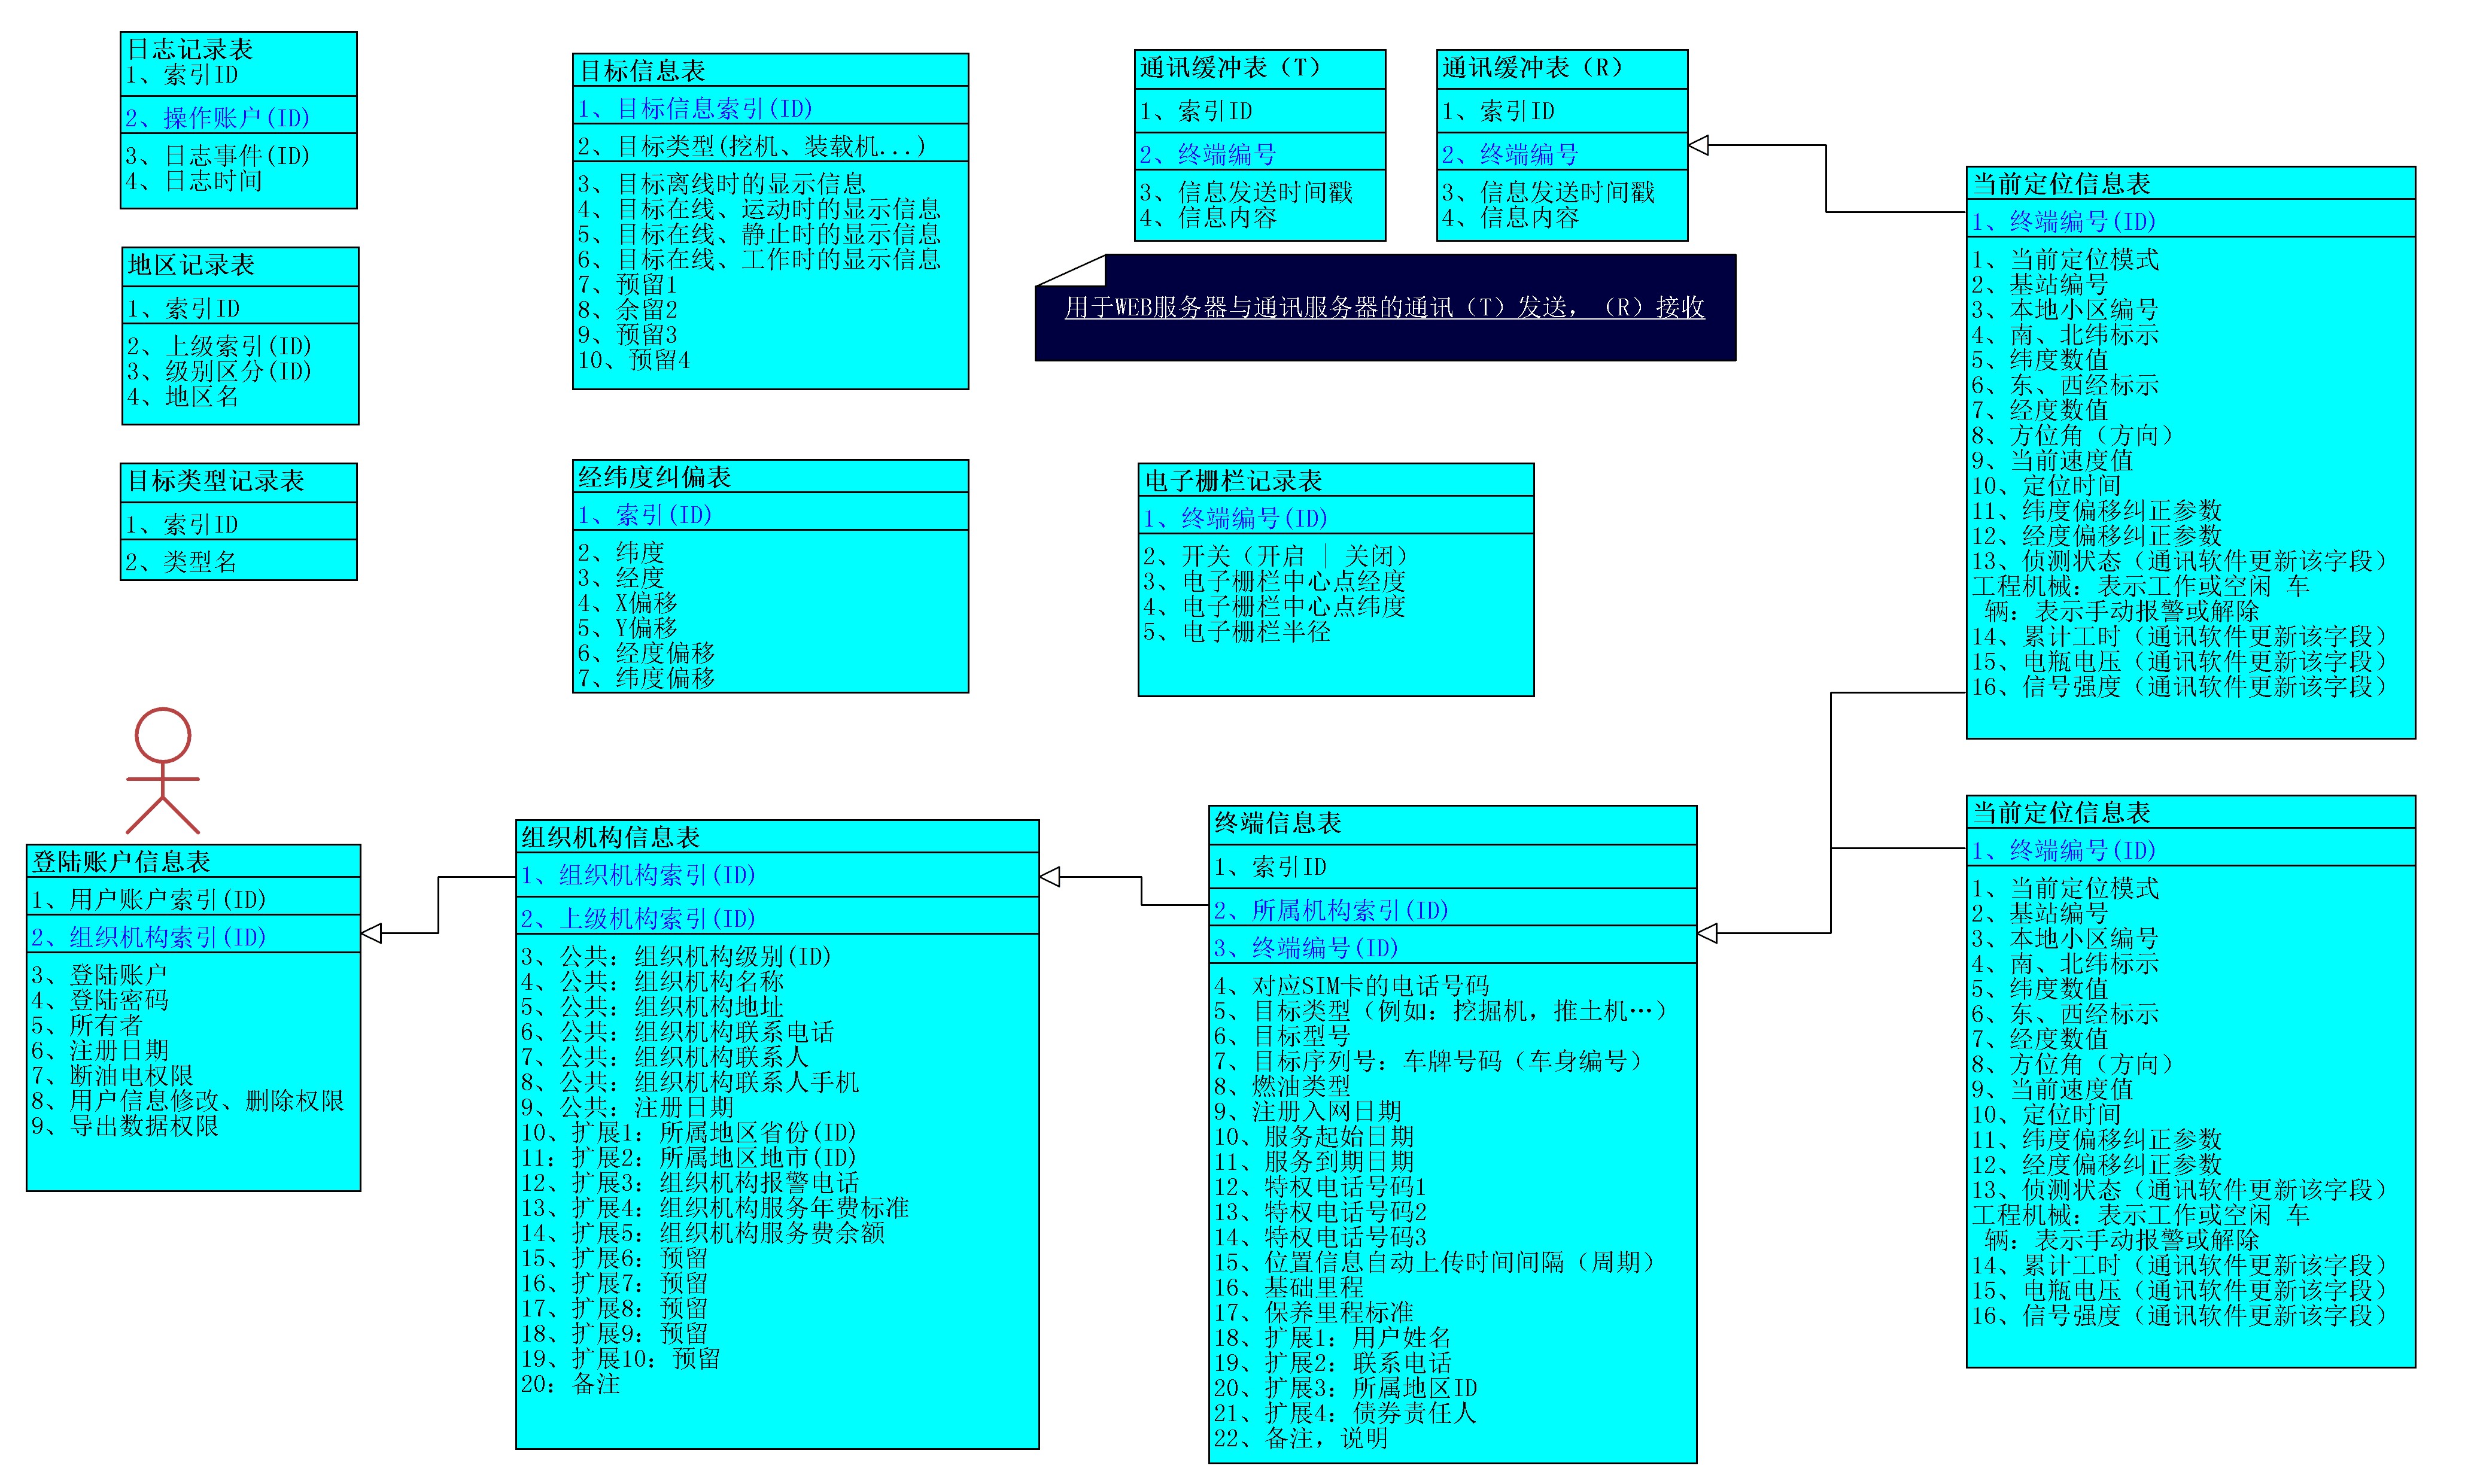 日志记录表
1、索引ID
2、操作账户(ID)
3、日志事件(ID)
4、日志时间
地区记录表
1、索引ID
2、上级索引(ID)
3、级别区分(ID)
4、地区名
目标类型记录表
1、索引ID
2、类型名
目标信息表
1、目标信息索引(ID)
2、目标类型(挖机、装载机...)
3、目标离线时的显示信息
4、目标在线、运动时的显示信息
5、目标在线、静止时的显示信息
6、目标在线、工作时的显示信息
7、预留1
8、余留2
9、预留3
10、预留4
经纬度纠偏表
1、索引(ID)
2、纬度
3、经度
4、X偏移
5、Y偏移
6、经度偏移
7、纬度偏移
通讯缓冲表（T）
1、索引ID
2、终端编号
3、信息发送时间戳
4、信息内容
通讯缓冲表（R）
1、索引ID
2、终端编号
3、信息发送时间戳
4、信息内容
用于WEB服务器与通讯服务器的通讯（T）发送，（R）接收
电子栅栏记录表
1、终端编号(ID)
2、开关（开启 | 关闭）
3、电子栅栏中心点经度
4、电子栅栏中心点纬度
5、电子栅栏半径
当前定位信息表
1、终端编号(ID)
1、当前定位模式
2、基站编号
3、本地小区编号
4、南、北纬标示
5、纬度数值
6、东、西经标示
7、经度数值
8、方位角（方向）
9、当前速度值
10、定位时间
11、纬度偏移纠正参数
12、经度偏移纠正参数
13、侦测状态（通讯软件更新该字段）
工程机械：表示工作或空闲 车
辆：表示手动报警或解除
14、累计工时（通讯软件更新该字段）
15、电瓶电压（通讯软件更新该字段）
16、信号强度（通讯软件更新该字段）
登陆账户信息表
1、用户账户索引(ID)
2、组织机构索引(ID)
3、登陆账户
4、登陆密码
5、所有者
6、注册日期
7、断油电权限
8、用户信息修改、删除权限
9、导出数据权限
组织机构信息表
1、组织机构索引(ID)
2、上级机构索引(ID)
3、公共：组织机构级别(ID)
4、公共：组织机构名称
5、公共：组织机构地址
6、公共：组织机构联系电话
7、公共：组织机构联系人
8、公共：组织机构联系人手机
9、公共：注册日期
10、扩展1：所属地区省份(ID)
11：扩展2：所属地区地市(ID)
12、扩展3：组织机构报警电话
13、扩展4：组织机构服务年费标准
14、扩展5：组织机构服务费余额
15、扩展6：预留
16、扩展7：预留
17、扩展8：预留
18、扩展9：预留
19、扩展10：预留
20：备注
终端信息表
1、索引ID
2、所属机构索引(ID)
3、终端编号(ID)
4、对应SIM卡的电话号码
5、目标类型（例如：挖掘机，推土机…）
6、目标型号
7、目标序列号：车牌号码（车身编号）
8、燃油类型
9、注册入网日期
10、服务起始日期
11、服务到期日期
12、特权电话号码1
13、特权电话号码2
14、特权电话号码3
15、位置信息自动上传时间间隔（周期）
16、基础里程
17、保养里程标准
18、扩展1：用户姓名
19、扩展2：联系电话
20、扩展3：所属地区ID
21、扩展4：债券责任人
22、备注，说明
当前定位信息表
1、终端编号(ID)
1、当前定位模式
2、基站编号
3、本地小区编号
4、南、北纬标示
5、纬度数值
6、东、西经标示
7、经度数值
8、方位角（方向）
9、当前速度值
10、定位时间
11、纬度偏移纠正参数
12、经度偏移纠正参数
13、侦测状态（通讯软件更新该字段）
工程机械：表示工作或空闲 车
辆：表示手动报警或解除
14、累计工时（通讯软件更新该字段）
15、电瓶电压（通讯软件更新该字段）
16、信号强度（通讯软件更新该字段）